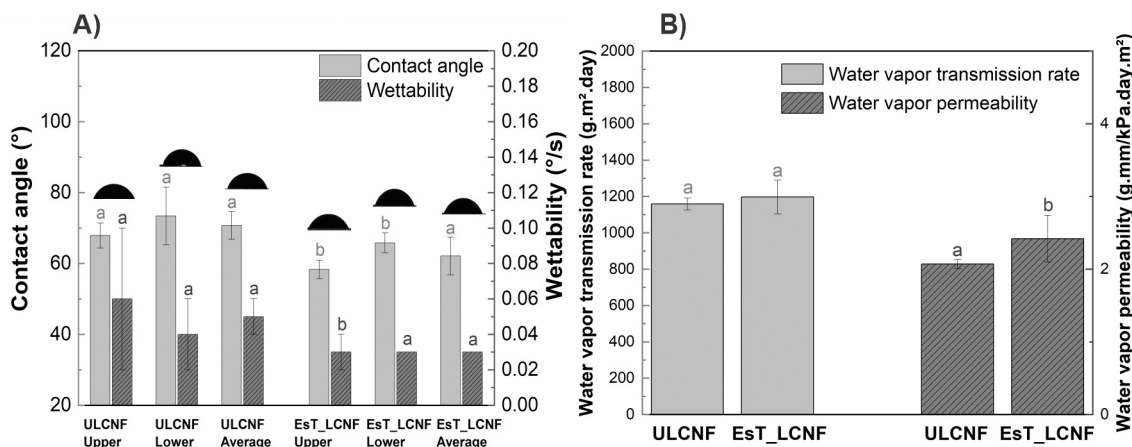 A)
Contact angle (°)
120
100
80
60
40
20
Contact angle
Wettability
a
a
a
a
a
a
b
b
b
a
a
a
ULCNF Upper
ULCNF Lower
ULCNF Average
EsT_LCNF Upper
EsT_LCNF Lower
EsT_LCNF Average
0.20
0.18
0.16
0.14
0.12
0.10
0.08
0.06
0.04
0.02
0.00
Wettability (°/s)
B)
Water vapor transmission rate (g.m².day)
2000
1800
1600
1400
1200
1000
800
600
400
200
0
Water vapor transmission rate
Water vapor permeability
a
a
a
b
ULCNF
EsT_LCNF
ULCNF
EsT_LCNF
4
2
0
Water vapor permeability (g.mm/kPa.day.m²)